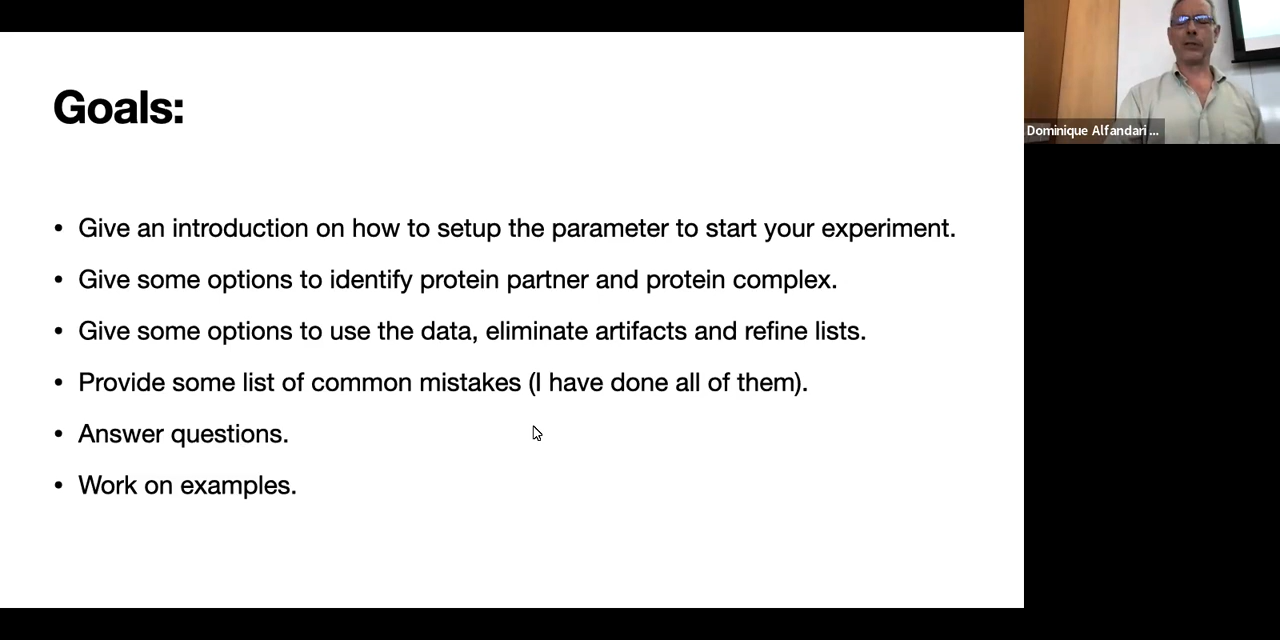 Goals:
• Give an introduction on how to setup the parameter to start your experiment.
• Give some options to identify protein partner and protein complex.
• Give some options to use the data, eliminate artifacts and refine lists.
• Provide some list of common mistakes (I have done all of them).
• Answer questions.
• Work on examples.
Dominique Alfandari ...